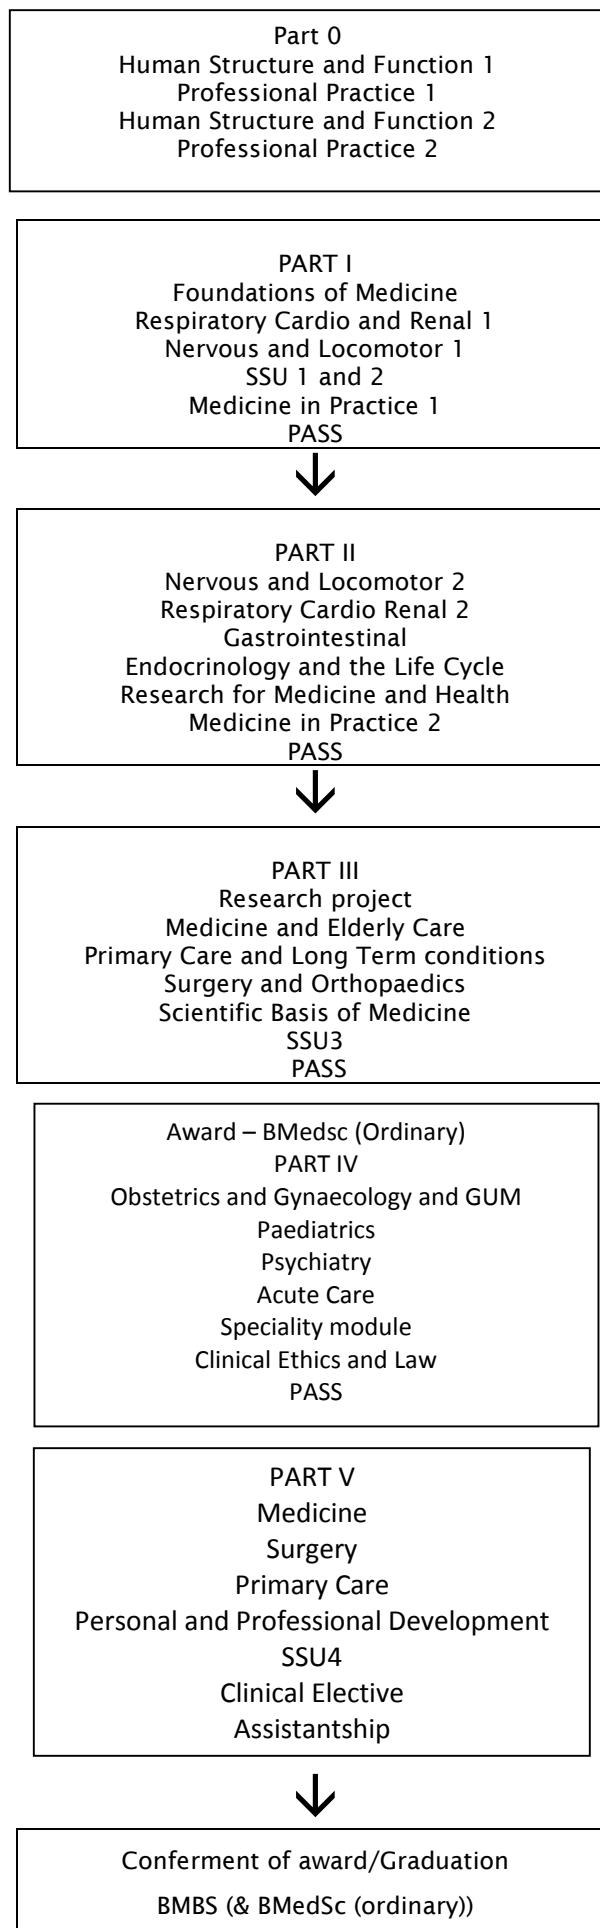 Part 0
Human Structure and Function 1
Professional Practice 1
Human Structure and Function 2
Professional Practice 2
PART I
Foundations of Medicine
Respiratory Cardio and Renal 1
Nervous and Locomotor 1
SSU 1 and 2
Medicine in Practice 1
PASS
PART II
Nervous and Locomotor 2
Respiratory Cardio Renal 2
Gastrointestinal
Endocrinology and the Life Cycle
Research for Medicine and Health
Medicine in Practice 2
PASS
PART III
Research project
Medicine and Elderly Care
Primary Care and Long Term conditions
Surgery and Orthopaedics
Scientific Basis of Medicine
SSU3
PASS
Award – BMedsc (Ordinary)
PART IV
Obstetrics and Gynaecology and GUM
Paediatrics
Psychiatry
Acute Care
Speciality module
Clinical Ethics and Law
PASS
PART V
Medicine
Surgery
Primary Care
Personal and Professional Development
SSU4
Clinical Elective
Assistantship
Conferment of award/Graduation
BMBS (& BMedSc (ordinary))